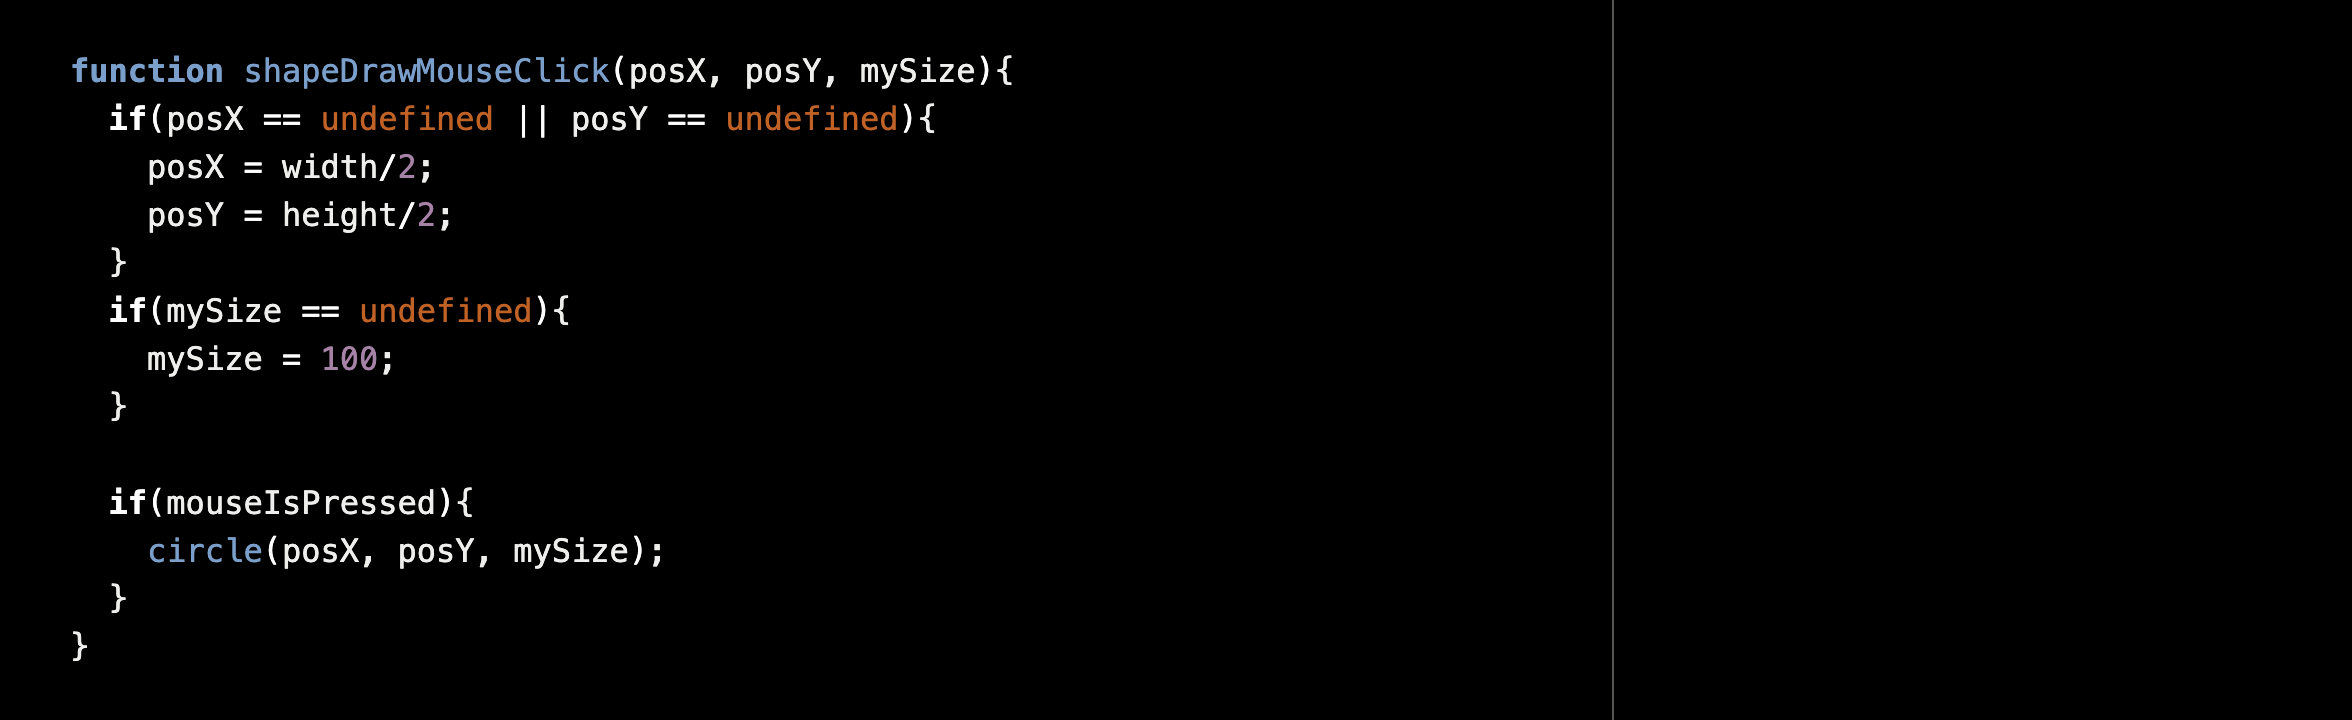 function shapeDrawMouseClick(posX, posY, mySize){
  if(posX == undefined || posY == undefined){
    posX = width/2;
    posY = height/2;
  }
  if(mySize == undefined){
    mySize = 100;
  }

  if(mouseIsPressed){
    circle(posX, posY, mySize);
  }
}